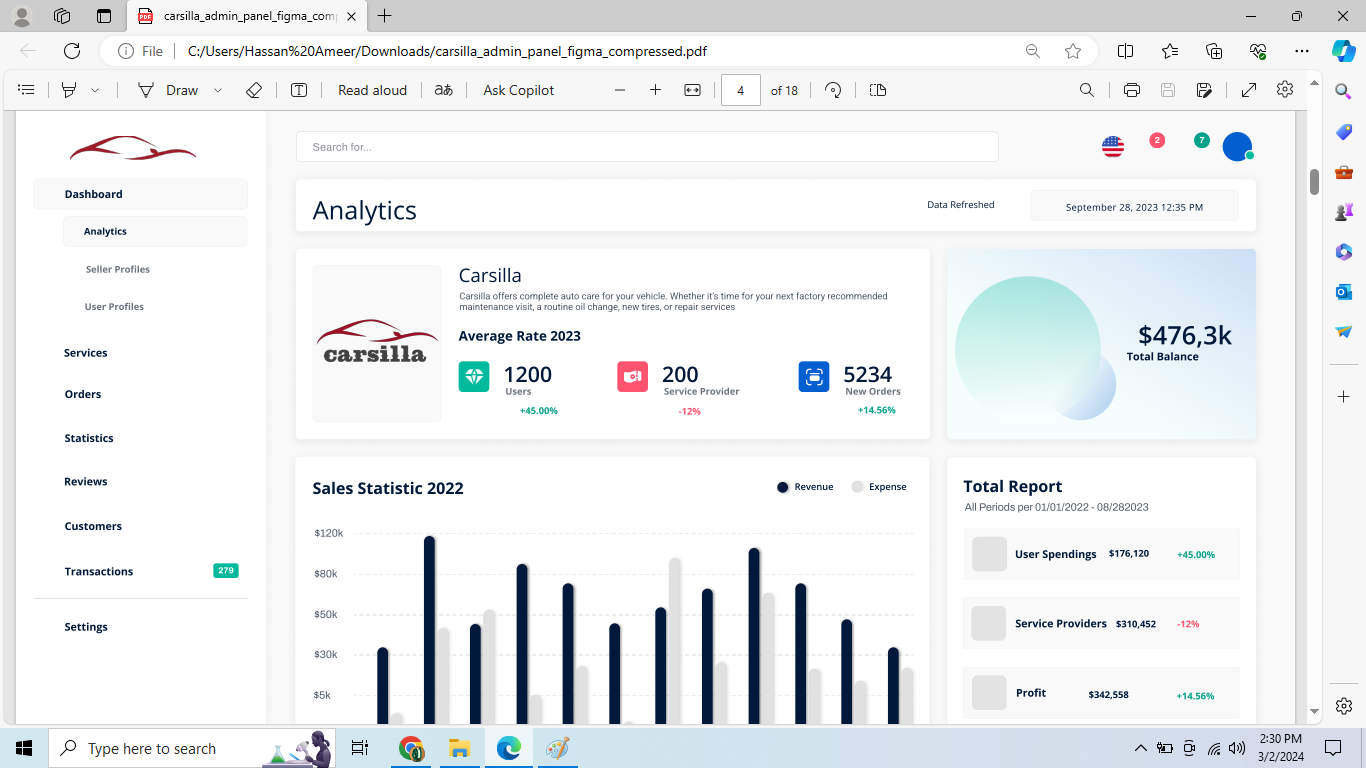 carsilla_admin_panel_figma_comp
File
C:/Users/Hassan%20Ameer/Downloads/carsilla_admin_panel_figma_compressed.pdf
Draw
Read aloud
Ask Copilot
4
of 18
Search for...
2
7
Dashboard
Analytics
Seller Profiles
User Profiles
Services
Orders
Statistics
Reviews
Customers
Transactions
279
Settings
Analytics
Data Refreshed
September 28, 2023 12:35 PM
carsilla
Carsilla
Carsilla offers complete auto care for your vehicle. Whether it's time for your next factory recommended
maintenance visit, a routine oil change, new tires, or repair services
Average Rate 2023
1200
Users
+45.00%
200
Service Provider
-12%
5234
New Orders
+14.56%
$476,3k
Total Balance
Sales Statistic 2022
Revenue
Expense
$120k
$80k
$50k
$30k
$5k
Total Report
All Periods per 01/01/2022 - 08/282023
User Spendings $176,120 +45.00%
Service Providers $310,452 -12%
Profit $342,558 +14.56%
Type here to search
2:30 PM
3/2/2024